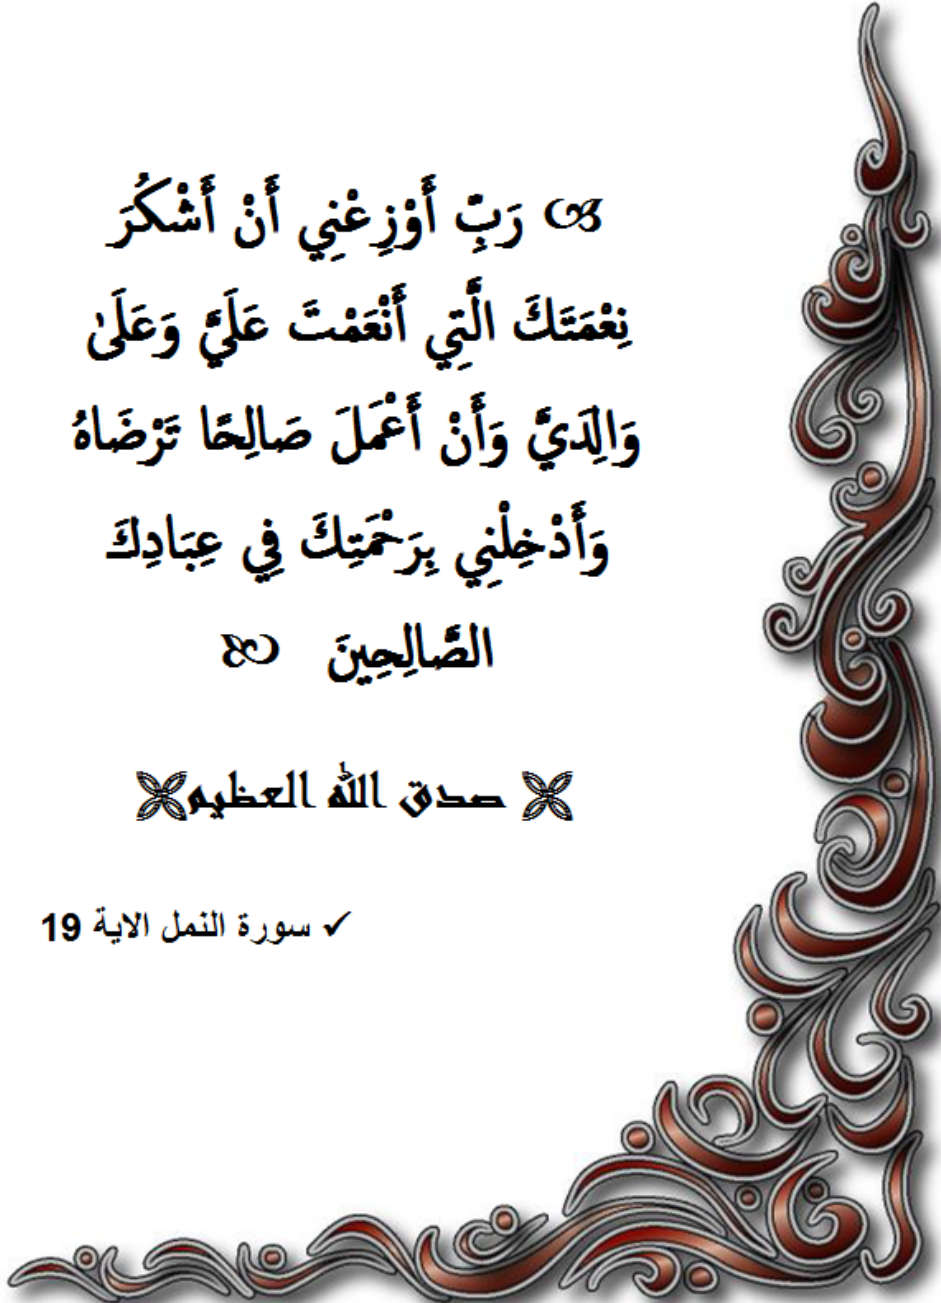 رَبِّ أَوْزِعْنِي أَنْ أَشْكُرَ
نِعْمَتَكَ الَّتِي أَنْعَمْتَ عَلَيَّ وَعَلَىٰ
وَالِدَيَّ وَأَنْ أَعْمَلَ صَالِحًا تَرْضَاهُ
وَأَدْخِلْنِي بِرَحْمَتِكَ فِي عِبَادِكَ
الصَّالِحِينَ
صدق الله العظيم
✓ سورة النمل الاية 19